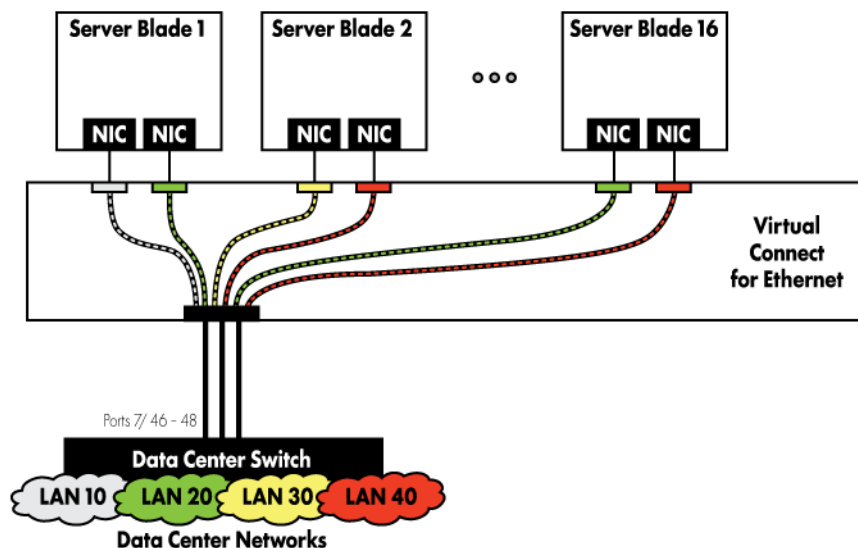 Server Blade 1
Server Blade 2
Server Blade 16
NIC
NIC
NIC
NIC
NIC
NIC
Virtual
Connect
for Ethernet
Ports 7/ 46 – 48
Data Center Switch
LAN 10
LAN 20
LAN 30
LAN 40
Data Center Networks